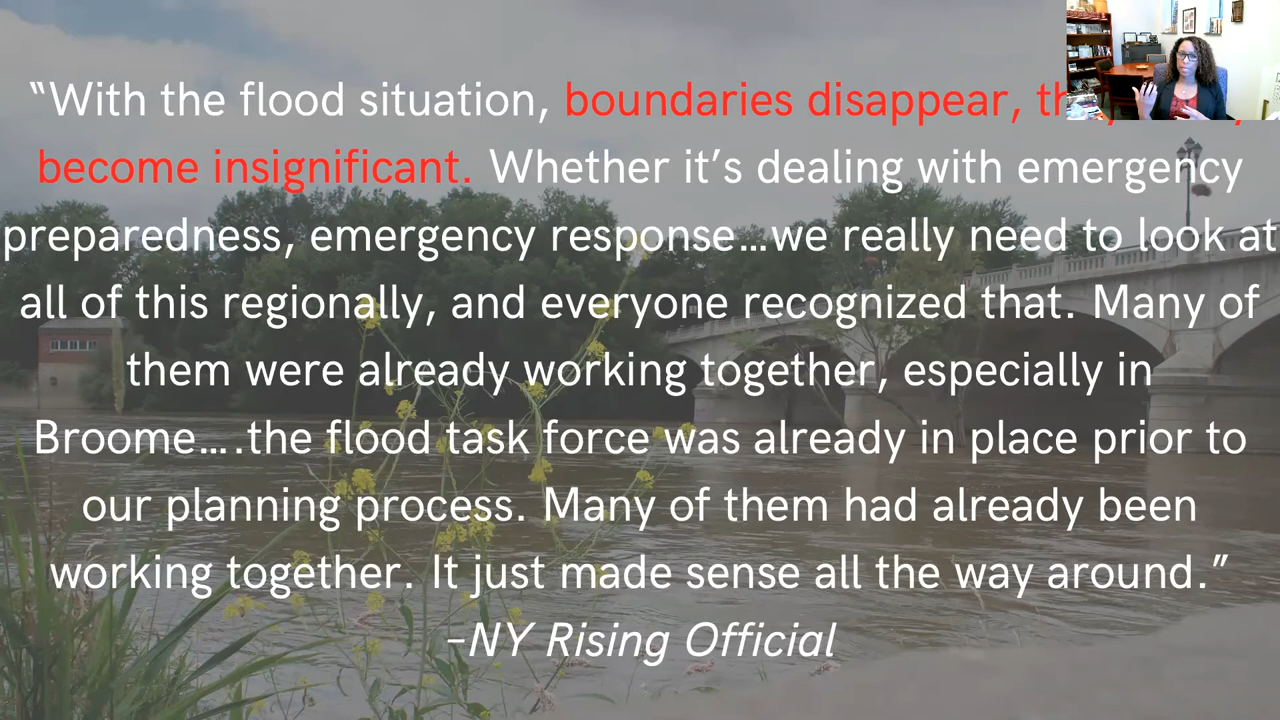 “With the flood situation, boundaries disappear,
become insignificant. Whether it’s dealing with emergency
preparedness, emergency response…we really need to look at
all of this regionally, and everyone recognized that. Many of
them were already working together, especially in
Broome….the flood task force was already in place prior to
our planning process. Many of them had already been
working together. It just made sense all the way around.”
–NY Rising Official